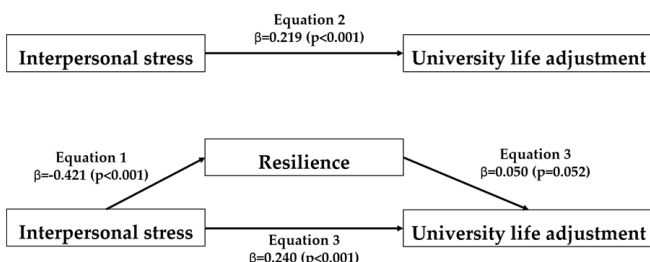 Equation 2
β=0.219 (p<0.001)
Interpersonal stress
University life adjustment
Equation 1
β=-0.421 (p<0.001)
Resilience
Equation 3
β=0.050 (p=0.052)
Interpersonal stress
University life adjustment
Equation 3
β=0.240 (p<0.001)